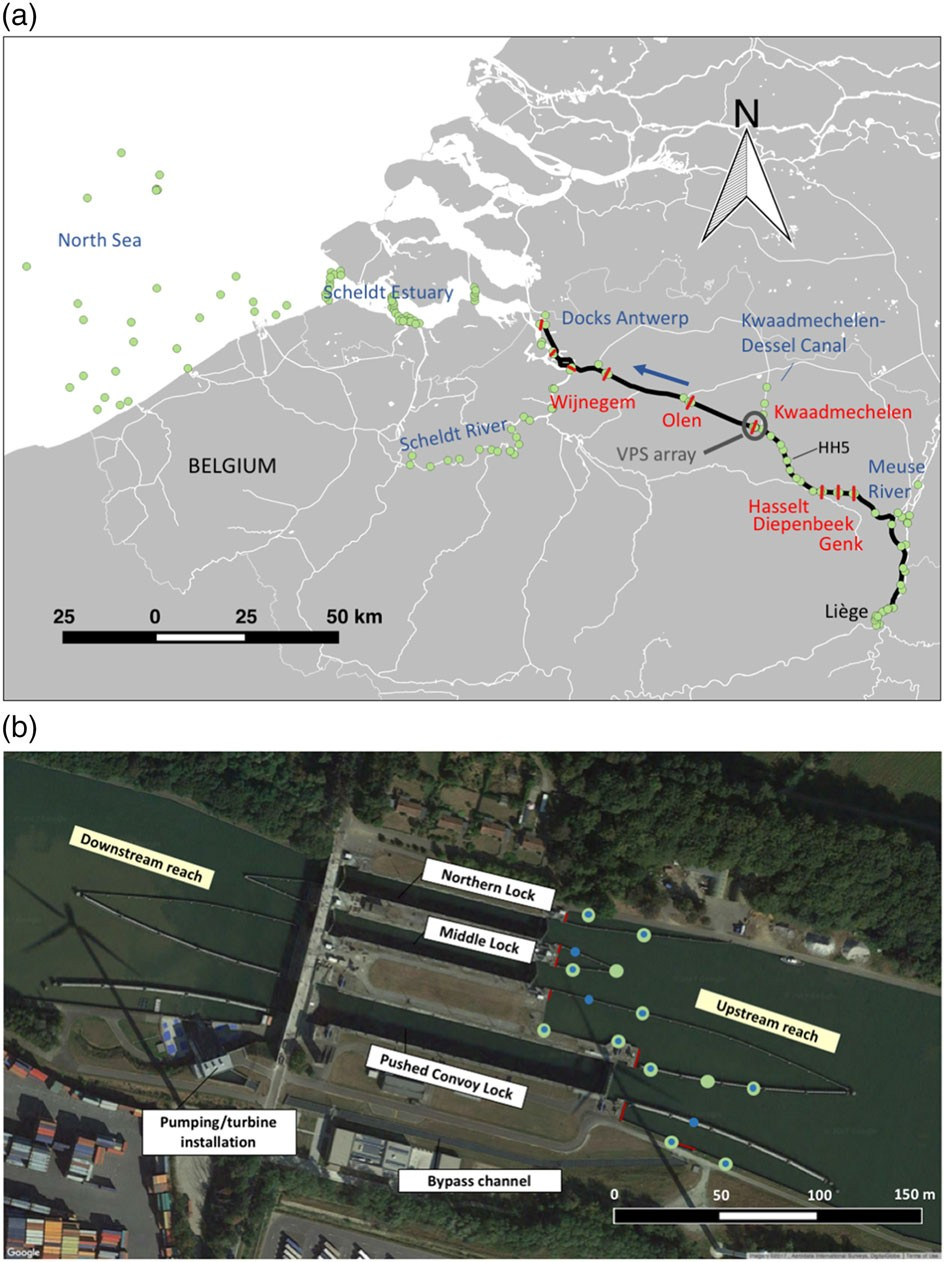 (a)
N
North Sea
Scheldt Estuary
Docks Antwerp
Kwaadmechelen-
Dessel Canal
Wijnegem
Olen
Kwaadmechelen
Scheldt River
VPS array
HH5
BELGIUM
Meuse
River
Hasselt
Diepenbeek
Genk
Liège
25 0 25 50 km
(b)
Downstream reach
Northern Lock
Middle Lock
Upstream reach
Pushed Convoy Lock
Pumping/turbine
installation
Bypass channel
0 50 100 150 m
Google